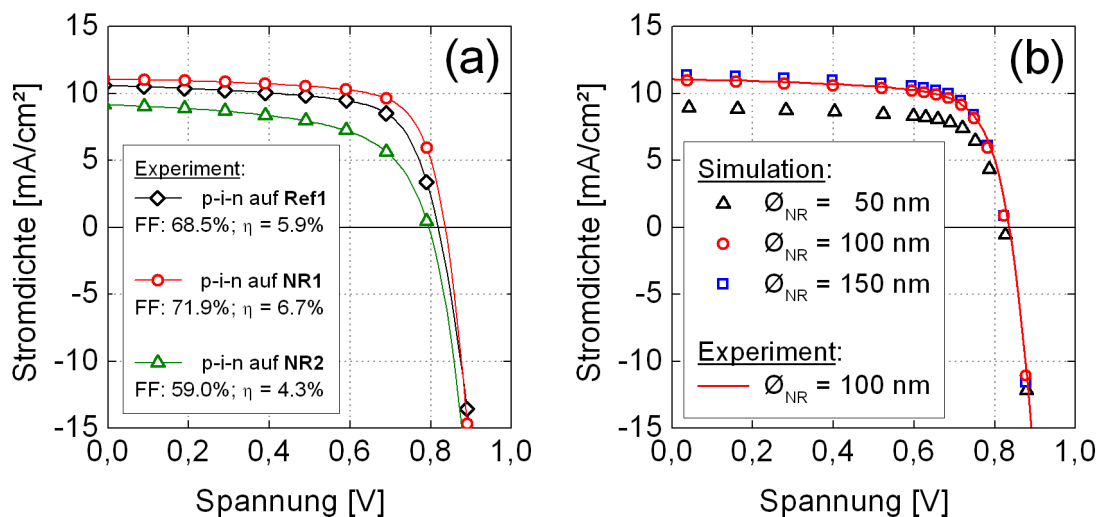 (a)
Stromdichte [mA/cm²]
15
10
5
0
-5
-10
-15
Experiment:
p-i-n auf Ref1
FF: 68.5%; η = 5.9%
p-i-n auf NR1
FF: 71.9%; η = 6.7%
p-i-n auf NR2
FF: 59.0%; η = 4.3%
0,0 0,2 0,4 0,6 0,8 1,0
Spannung [V]
(b)
Stromdichte [mA/cm²]
15
10
5
0
-5
-10
-15
Simulation:
Ø_NR = 50 nm
Ø_NR = 100 nm
Ø_NR = 150 nm
Experiment:
Ø_NR = 100 nm
0,0 0,2 0,4 0,6 0,8 1,0
Spannung [V]